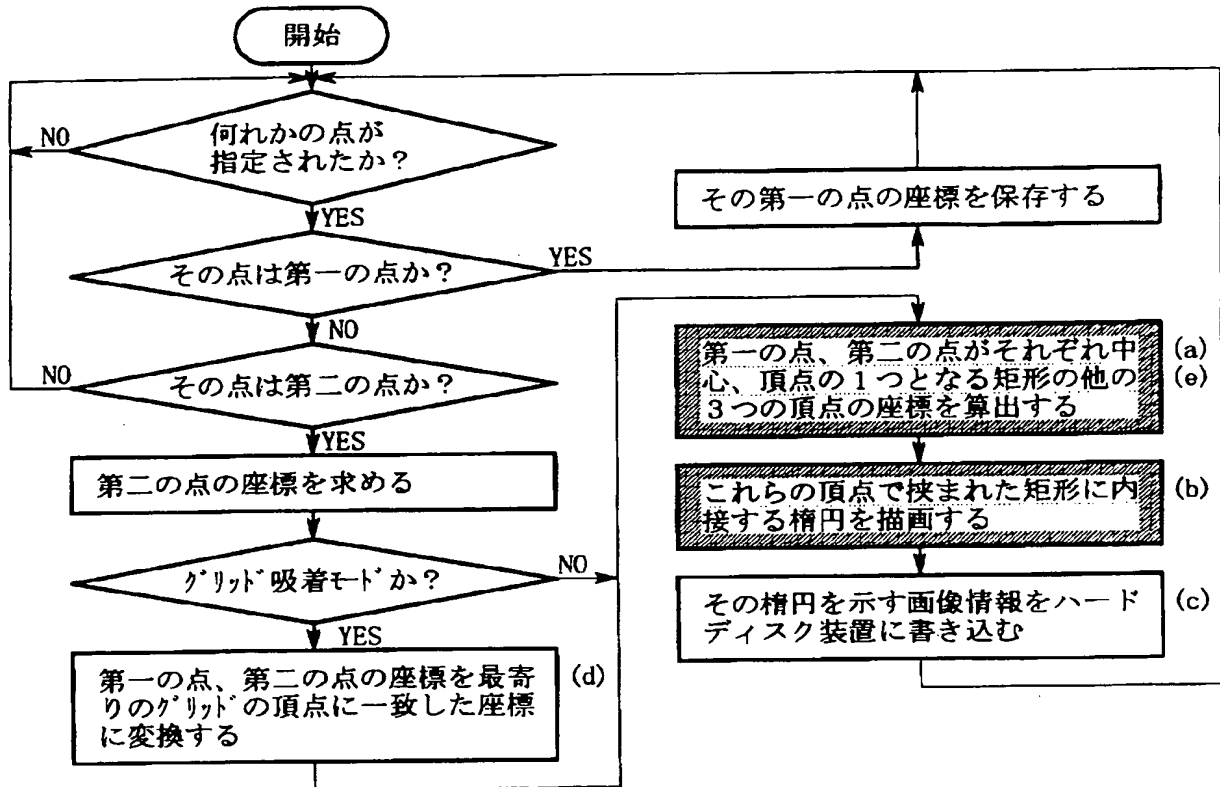 開始
何れかの点が
指定されたか？
NO
YES
その点は第一の点か？
YES
NO
その第一の点の座標を保存する
その点は第二の点か？
NO
YES
第二の点の座標を求める
ｸﾞﾘｯﾄﾞ吸着ﾓｰﾄﾞか？
NO
YES
第一の点、第二の点の座標を最寄
りのｸﾞﾘｯﾄﾞの頂点に一致した座標
に変換する
(d)
第一の点、第二の点がそれぞれ中
心、頂点の１つとなる矩形の他の
３つの頂点の座標を算出する
(a)
(e)
これらの頂点で挟まれた矩形に内
接する楕円を描画する
(b)
その楕円を示す画像情報をハード
ディスク装置に書き込む
(c)